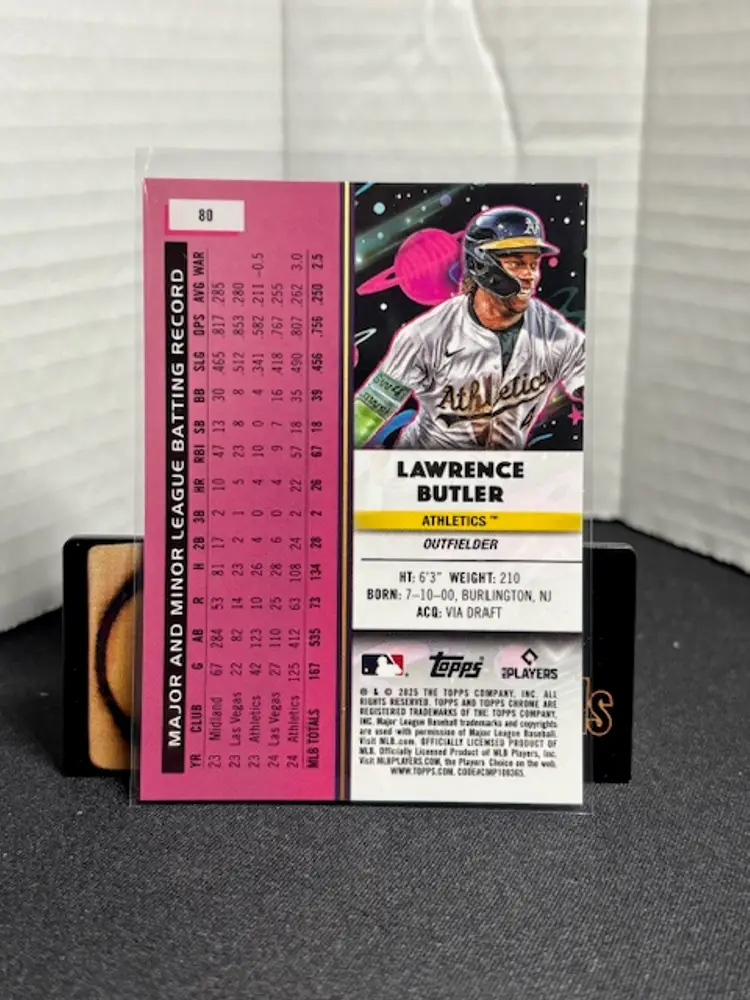 80
MAJOR AND MINOR LEAGUE BATTING RECORD
YR CLUB G AB R H 2B 3B HR RBI SB BB SLG OPS AVG WAR
23 Midland 67 284 53 81 17 2 10 47 13 30 .465 .817 .285
23 Las Vegas 22 82 14 23 2 1 5 23 8 8 .512 .853 .280
23 Athletics 42 123 10 26 4 0 4 10 0 4 .341 .582 .211 -0.5
24 Las Vegas 27 110 25 28 6 0 4 9 7 16 .418 .767 .255
24 Athletics 125 412 63 108 24 2 22 57 18 35 .490 .807 .262 3.0
MLB TOTALS 167 535 73 134 28 2 26 67 18 39 .456 .756 .250 2.5
Athletics
LAWRENCE
BUTLER
ATHLETICS™
OUTFIELDER
HT: 6'3" WEIGHT: 210
BORN: 7-10-00, BURLINGTON, NJ
ACQ: VIA DRAFT
Topps
MLB PLAYERS
® & © 2025 THE TOPPS COMPANY, INC. ALL
RIGHTS RESERVED. TOPPS AND TOPPS CHROME ARE
REGISTERED TRADEMARKS OF THE TOPPS COMPANY,
INC. Major League Baseball trademarks and copyrights
are used with permission of Major League Baseball.
Visit MLB.com. OFFICIALLY LICENSED PRODUCT OF
MLB. Officially Licensed Product of MLB Players, Inc.
Visit MLBPLAYERS.com, the Players Choice on the web.
WWW.TOPPS.COM. CODE#CMP109365.